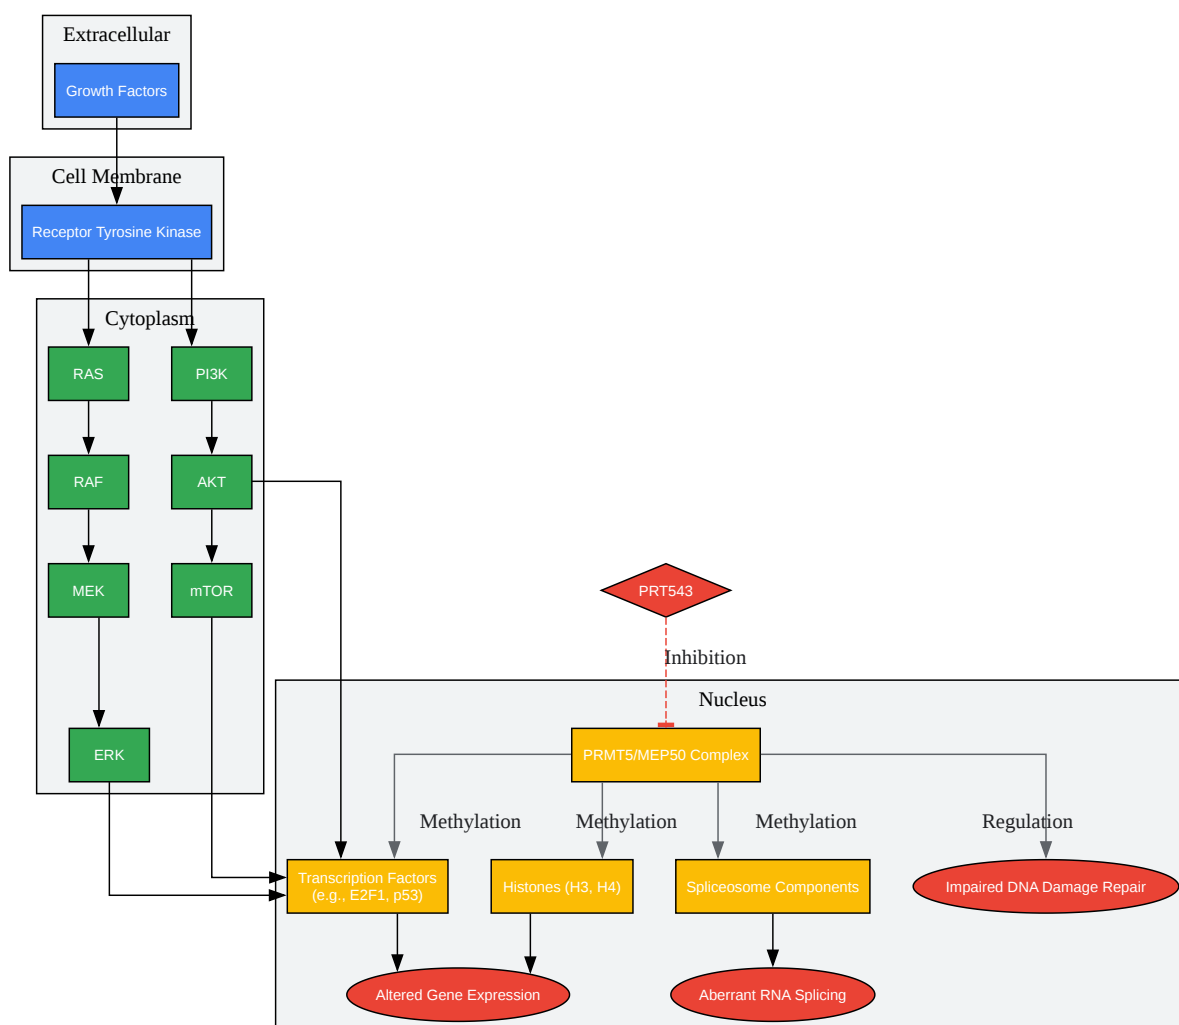 Extracellular
Growth Factors
Cell Membrane
Receptor Tyrosine Kinase
Cytoplasm
RAS
PI3K
RAF
AKT
MEK
mTOR
PRT543
Inhibition
Nucleus
ERK
PRMT5/MEP50 Complex
Methylation
Methylation
Methylation
Regulation
Transcription Factors
(e.g., E2F1, p53)
Histones (H3, H4)
Spliceosome Components
Impaired DNA Damage Repair
Altered Gene Expression
Aberrant RNA Splicing